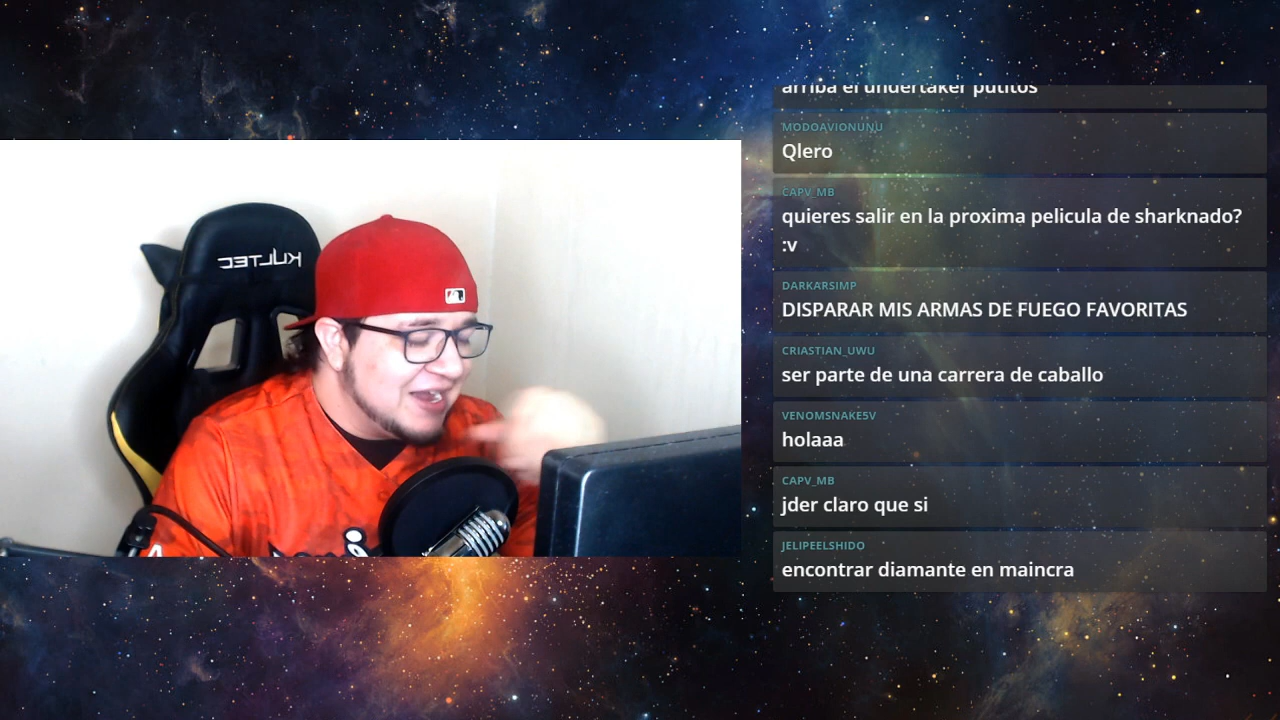 KULTEC
arriba el undertaker putitos
MODOAVIONUNU
Qlero
CAPV_MB
quieres salir en la proxima pelicula de sharknado?
:v
DARKARSIMP
DISPARAR MIS ARMAS DE FUEGO FAVORITAS
CRIASTIAN_UWU
ser parte de una carrera de caballo
VENOMSNAKE5V
holaaa
CAPV_MB
jder claro que si
JELIPEELSHIDO
encontrar diamante en maincra